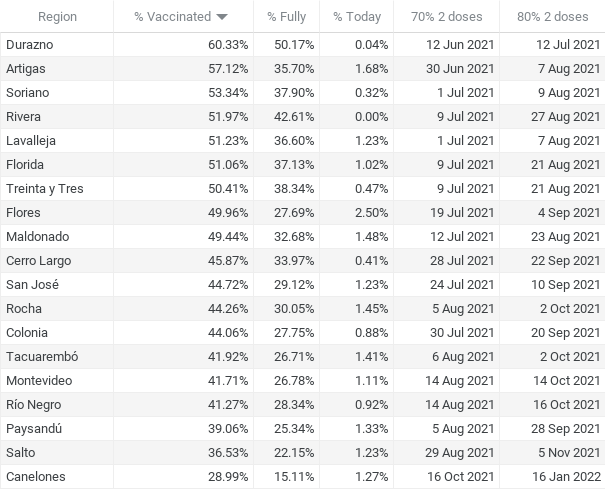 Region % Vaccinated % Fully % Today 70% 2 doses 80% 2 doses
Durazno 60.33% 50.17% 0.04% 12 Jun 2021 12 Jul 2021
Artigas 57.12% 35.70% 1.68% 30 Jun 2021 7 Aug 2021
Soriano 53.34% 37.90% 0.32% 1 Jul 2021 9 Aug 2021
Rivera 51.97% 42.61% 0.00% 9 Jul 2021 27 Aug 2021
Lavalleja 51.23% 36.60% 1.23% 1 Jul 2021 7 Aug 2021
Florida 51.06% 37.13% 1.02% 9 Jul 2021 21 Aug 2021
Treinta y Tres 50.41% 38.34% 0.47% 9 Jul 2021 21 Aug 2021
Flores 49.96% 27.69% 2.50% 19 Jul 2021 4 Sep 2021
Maldonado 49.44% 32.68% 1.48% 12 Jul 2021 23 Aug 2021
Cerro Largo 45.87% 33.97% 0.41% 28 Jul 2021 22 Sep 2021
San José 44.72% 29.12% 1.23% 24 Jul 2021 10 Sep 2021
Rocha 44.26% 30.05% 1.45% 5 Aug 2021 2 Oct 2021
Colonia 44.06% 27.75% 0.88% 30 Jul 2021 20 Sep 2021
Tacuarembó 41.92% 26.71% 1.41% 6 Aug 2021 2 Oct 2021
Montevideo 41.71% 26.78% 1.11% 14 Aug 2021 14 Oct 2021
Río Negro 41.27% 28.34% 0.92% 14 Aug 2021 16 Oct 2021
Paysandú 39.06% 25.34% 1.33% 5 Aug 2021 28 Sep 2021
Salto 36.53% 22.15% 1.23% 29 Aug 2021 5 Nov 2021
Canelones 28.99% 15.11% 1.27% 16 Oct 2021 16 Jan 2022